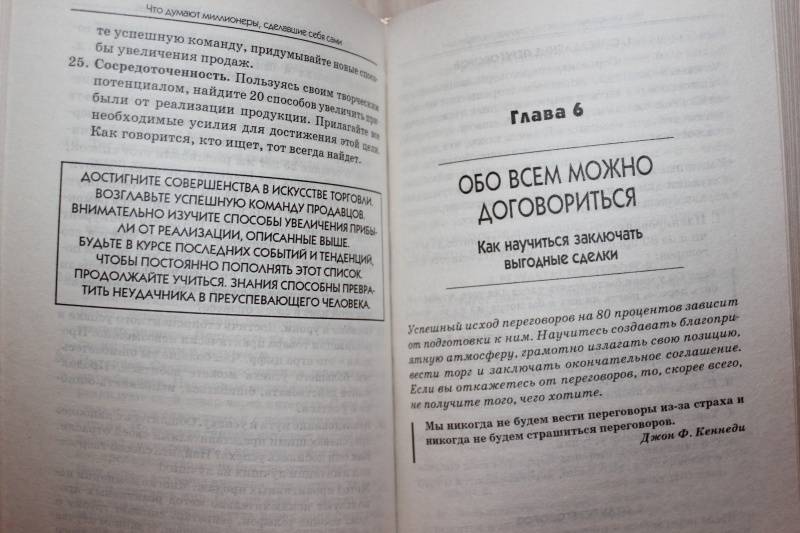 Что думают миллионеры, сделавшие себя сами
те успешную команду, придумывайте новые спосо-
бы увеличения продаж.
25. Сосредоточенность. Пользуясь своим творческим
потенциалом, найдите 20 способов увеличить при-
были от реализации продукции. Прилагайте все
необходимые усилия для достижения этой цели.
Как говорится, кто ищет, тот всегда найдет.
ДОСТИГНИТЕ СОВЕРШЕНСТВА В ИСКУССТВЕ ТОРГОВЛИ.
ВОЗГЛАВЬТЕ УСПЕШНУЮ КОМАНДУ ПРОДАВЦОВ.
ВНИМАТЕЛЬНО ИЗУЧИТЕ СПОСОБЫ УВЕЛИЧЕНИЯ ПРИБЫ-
ЛИ ОТ РЕАЛИЗАЦИИ, ОПИСАННЫЕ ВЫШЕ.
БУДЬТЕ В КУРСЕ ПОСЛЕДНИХ СОБЫТИЙ И ТЕНДЕНЦИЙ,
ЧТОБЫ ПОСТОЯННО ПОПОЛНЯТЬ ЭТОТ СПИСОК.
ПРОДОЛЖАЙТЕ УЧИТЬСЯ. ЗНАНИЯ СПОСОБНЫ ПРЕВРА-
ТИТЬ НЕУДАЧНИКА В ПРЕУСПЕВАЮЩЕГО ЧЕЛОВЕКА.
Глава 6
ОБО ВСЕМ МОЖНО
ДОГОВОРИТЬСЯ
Как научиться заключать
выгодные сделки
Успешный исход переговоров на 80 процентов зависит
от подготовки к ним. Научитесь создавать благопри-
ятную атмосферу, грамотно излагать свою позицию,
вести торг и заключать окончательное соглашение.
Если вы откажетесь от переговоров, то, скорее всего,
не получите того, чего хотите.
Мы никогда не будем вести переговоры из-за страха и
никогда не будем страшиться переговоров.
Джон Ф. Кеннеди